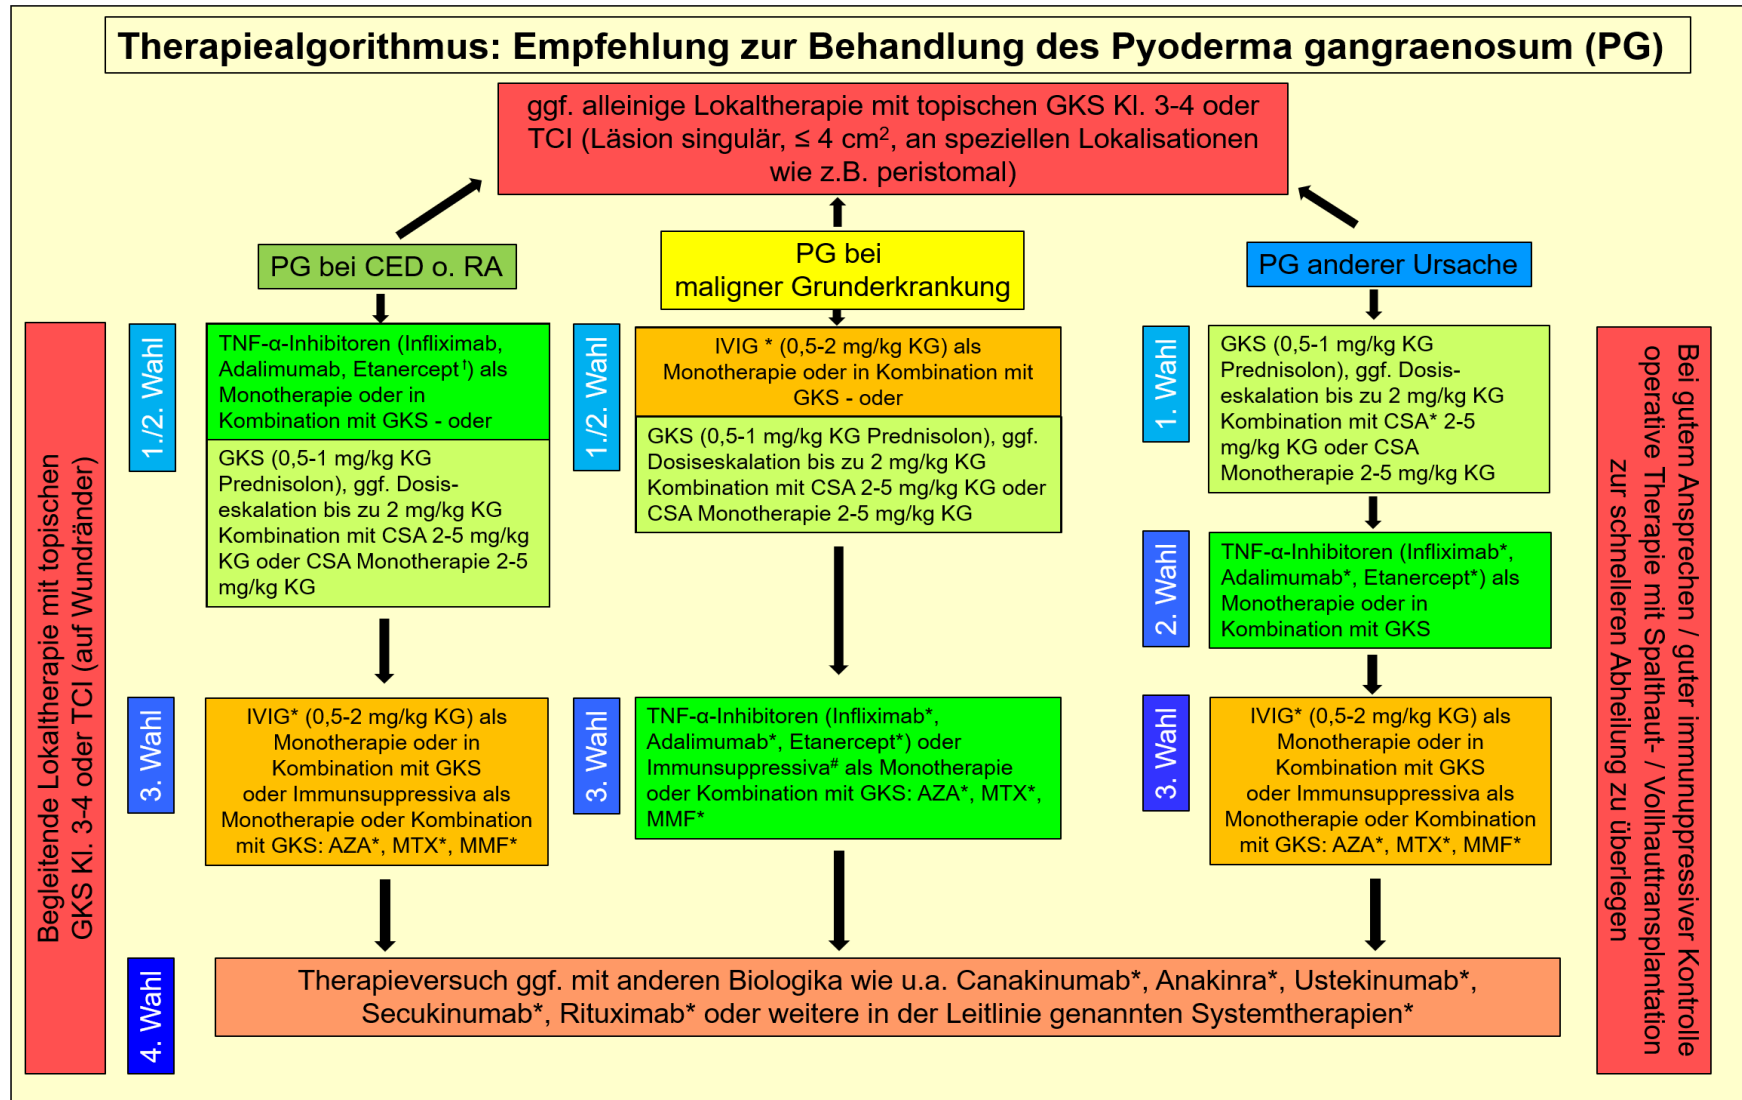 Therapiealgorithmus: Empfehlung zur Behandlung des Pyoderma gangraenosum (PG)
ggf. alleinige Lokaltherapie mit topischen GKS Kl. 3-4 oder
TCI (Läsion singulär, ≤ 4 cm², an speziellen Lokalisationen
wie z.B. peristomal)
PG bei CED o. RA
PG bei
maligner Grunderkrankung
PG anderer Ursache
Begleitende Lokaltherapie mit topischen
GKS Kl. 3-4 oder TCI (auf Wundränder)
1./2. Wahl
TNF-α-Inhibitoren (Infliximab,
Adalimumab, Etanercept†) als
Monotherapie oder in
Kombination mit GKS - oder
GKS (0,5-1 mg/kg KG
Prednisolon), ggf. Dosis-
eskalation bis zu 2 mg/kg KG
Kombination mit CSA 2-5 mg/kg
KG oder CSA Monotherapie 2-5
mg/kg KG
3. Wahl
IVIG* (0,5-2 mg/kg KG) als
Monotherapie oder in
Kombination mit GKS
oder Immunsuppressiva als
Monotherapie oder Kombination
mit GKS: AZA*, MTX*, MMF*
1./2. Wahl
IVIG * (0,5-2 mg/kg KG) als
Monotherapie oder in Kombination mit
GKS - oder
GKS (0,5-1 mg/kg KG Prednisolon), ggf.
Dosiseskalation bis zu 2 mg/kg KG
Kombination mit CSA 2-5 mg/kg KG oder
CSA Monotherapie 2-5 mg/kg KG
3. Wahl
TNF-α-Inhibitoren (Infliximab*,
Adalimumab*, Etanercept*) oder
Immunsuppressiva# als Monotherapie
oder Kombination mit GKS: AZA*, MTX*,
MMF*
1. Wahl
GKS (0,5-1 mg/kg KG
Prednisolon), ggf. Dosis-
eskalation bis zu 2 mg/kg KG
Kombination mit CSA* 2-5
mg/kg KG oder CSA
Monotherapie 2-5 mg/kg KG
2. Wahl
TNF-α-Inhibitoren (Infliximab*,
Adalimumab*, Etanercept*) als
Monotherapie oder in
Kombination mit GKS
3. Wahl
IVIG* (0,5-2 mg/kg KG) als
Monotherapie oder in
Kombination mit GKS
oder Immunsuppressiva als
Monotherapie oder Kombination
mit GKS: AZA*, MTX*, MMF*
4. Wahl
Therapieversuch ggf. mit anderen Biologika wie u.a. Canakinumab*, Anakinra*, Ustekinumab*,
Secukinumab*, Rituximab* oder weitere in der Leitlinie genannten Systemtherapien*
Bei gutem Ansprechen / guter immunuppressiver Kontrolle
operative Therapie mit Spalthaut- / Vollhauttransplantation
zur schnelleren Abheilung zu überlegen